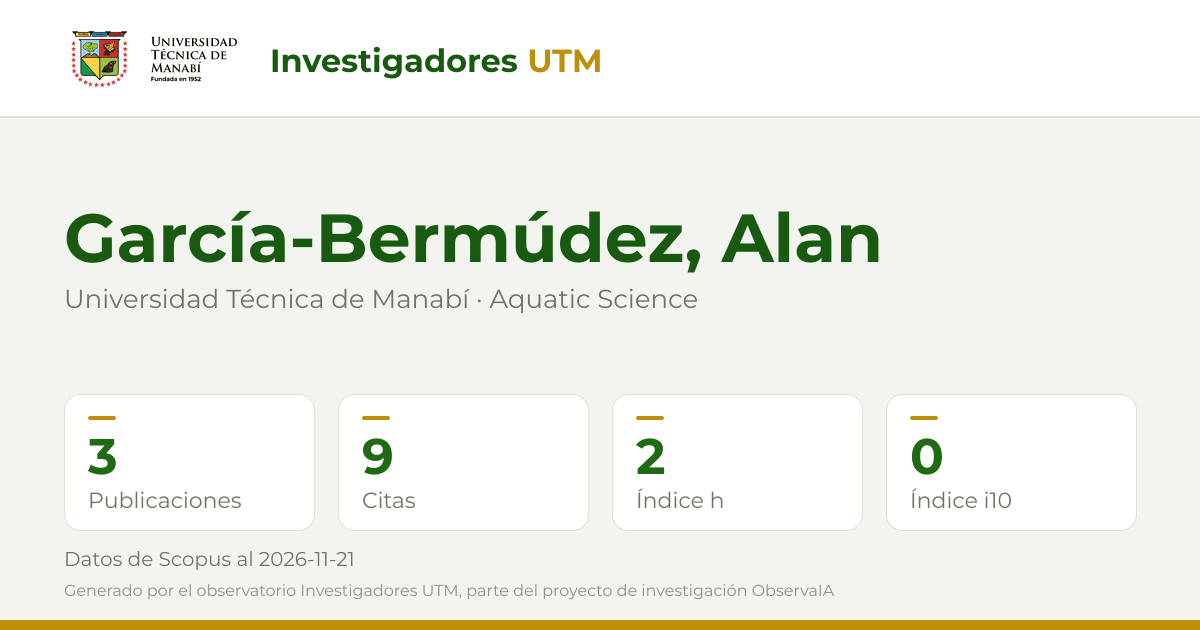 UNIVERSIDAD
TÉCNICA DE
MANABÍ
Fundada en 1952
Investigadores UTM
García-Bermúdez, Alan
Universidad Técnica de Manabí · Aquatic Science
3
Publicaciones
9
Citas
2
Índice h
0
Índice i10
Datos de Scopus al 2026-11-21
Generado por el observatorio Investigadores UTM, parte del proyecto de investigación ObservaIA